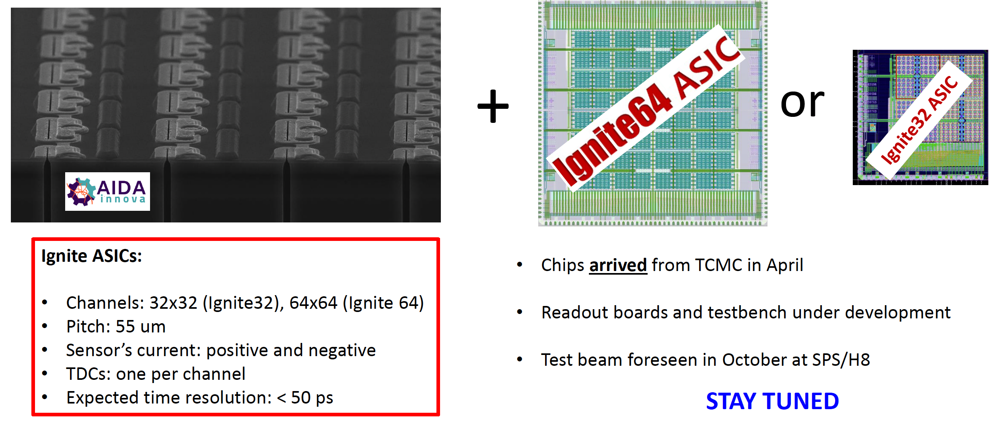 AIDA
innova
+
Ignite64 ASIC
or
Ignite32 ASIC
Ignite ASICs:
• Channels: 32x32 (Ignite32), 64x64 (Ignite 64)
• Pitch: 55 um
• Sensor’s current: positive and negative
• TDCs: one per channel
• Expected time resolution: < 50 ps
• Chips arrived from TCMC in April
• Readout boards and testbench under development
• Test beam foreseen in October at SPS/H8
STAY TUNED